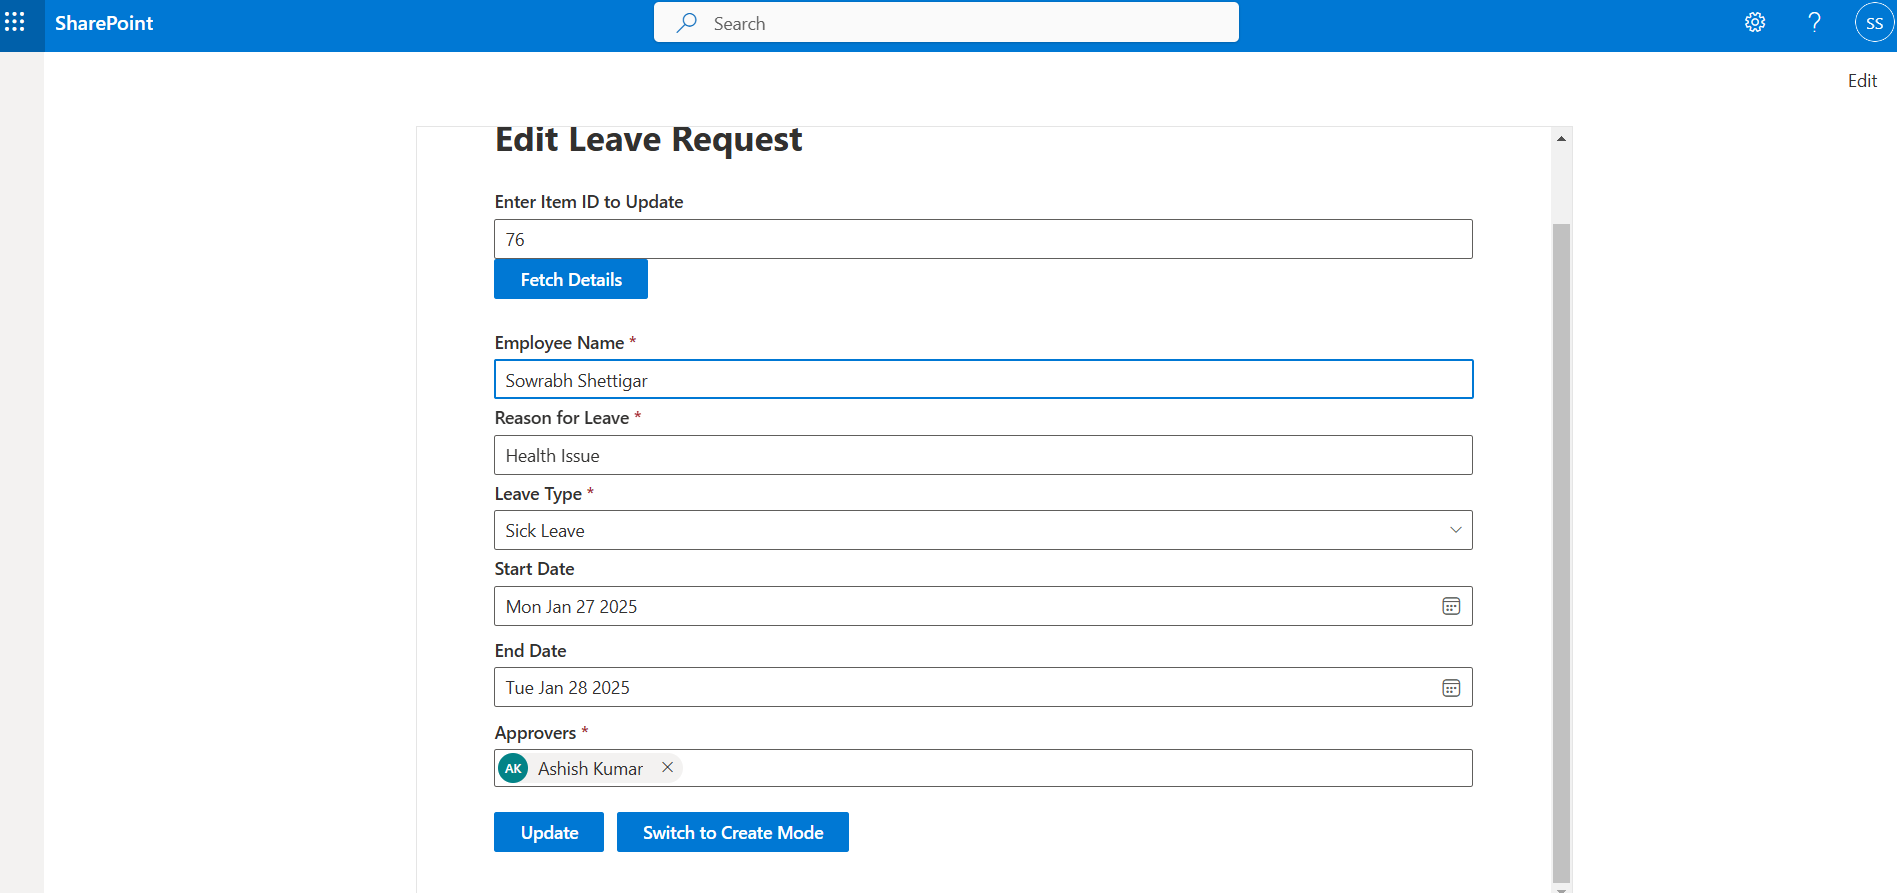 SharePoint
Search
SS
Edit
Edit Leave Request
Enter Item ID to Update
76
Fetch Details
Employee Name *
Sowrabh Shettigar
Reason for Leave *
Health Issue
Leave Type *
Sick Leave
Start Date
Mon Jan 27 2025
End Date
Tue Jan 28 2025
Approvers *
AK Ashish Kumar
Update Switch to Create Mode